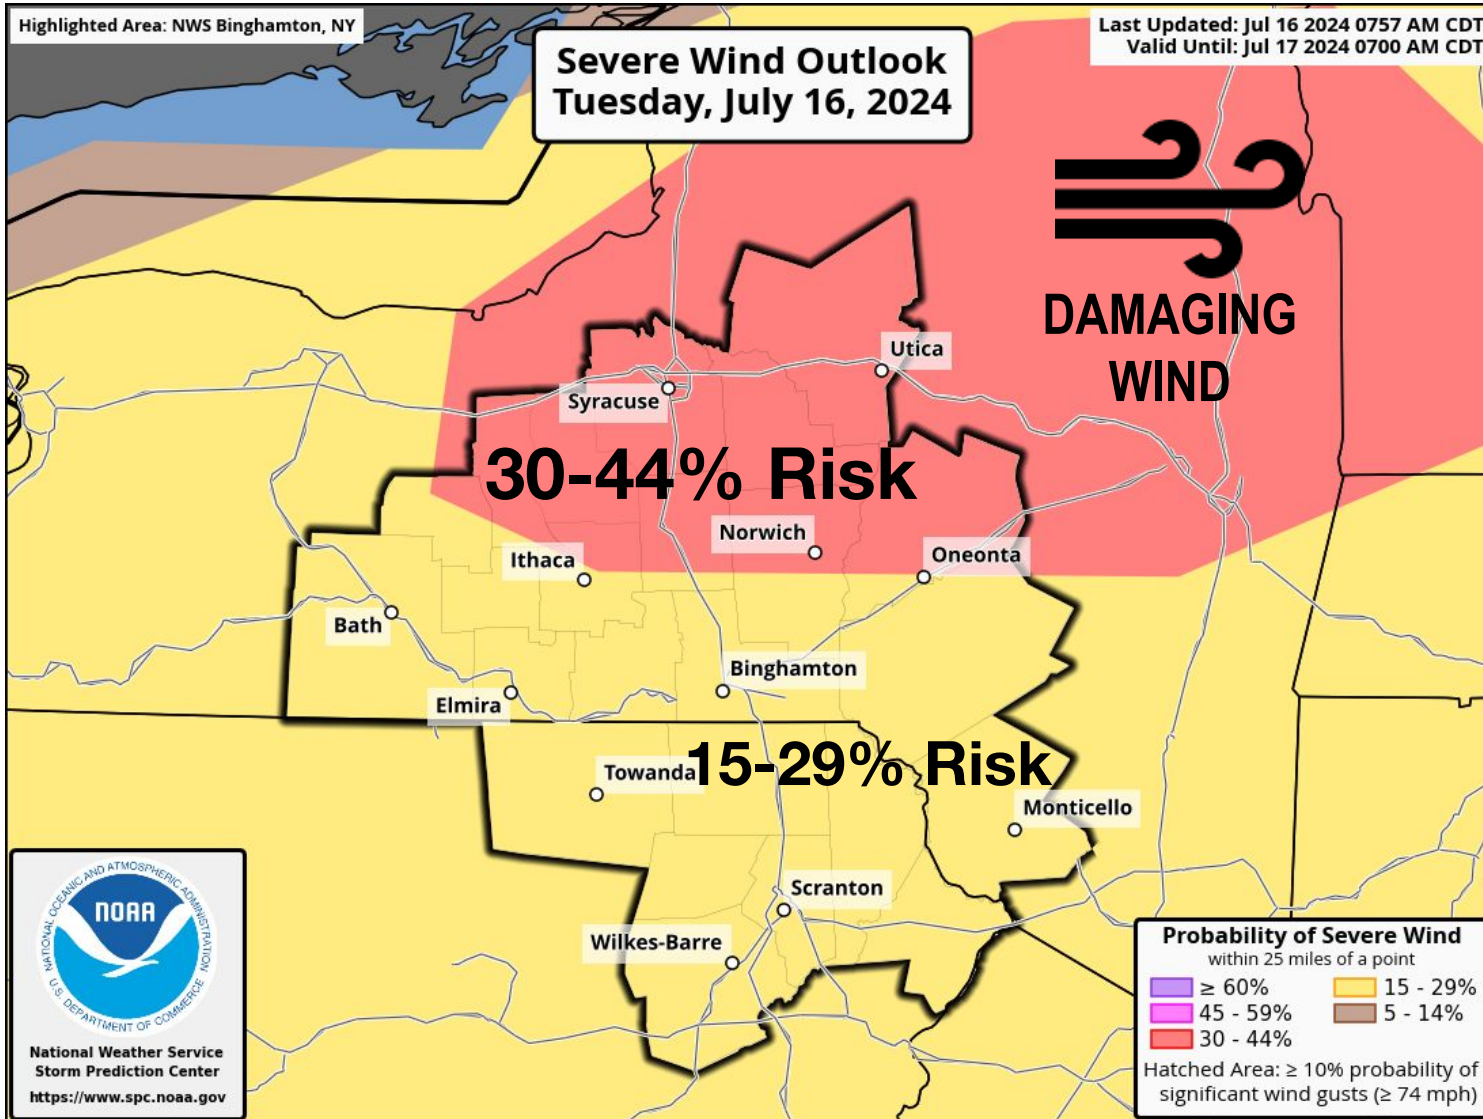 Highlighted Area: NWS Binghamton, NY
Last Updated: Jul 16 2024 0757 AM CDT
Valid Until: Jul 17 2024 0700 AM CDT
Severe Wind Outlook
Tuesday, July 16, 2024
DAMAGING
WIND
Utica
Syracuse
30-44% Risk
Norwich
Oneonta
Ithaca
Bath
Binghamton
Elmira
15-29% Risk
Towanda
Monticello
Scranton
Wilkes-Barre
NATIONAL OCEANIC AND ATMOSPHERIC ADMINISTRATION
NOAA
U.S. DEPARTMENT OF COMMERCE
National Weather Service
Storm Prediction Center
https://www.spc.noaa.gov
Probability of Severe Wind
within 25 miles of a point
≥ 60%
15 - 29%
45 - 59%
5 - 14%
30 - 44%
Hatched Area: ≥ 10% probability of
significant wind gusts (≥ 74 mph)